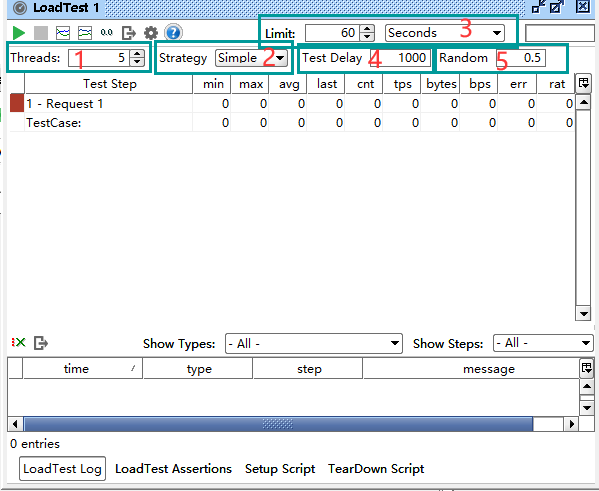 LoadTest 1
0.0 ? Limit: 60 Seconds 3
Threads: 1 5 Strategy Simple 2 Test Delay 4 1000 Random 5 0.5
Test Step min max avg last cnt tps bytes bps err rat
1 - Request 1 0 0 0 0 0 0 0 0 0 0
TestCase: 0 0 0 0 0 0 0 0 0 0
Show Types: - All - Show Steps: - All -
time type step message
0 entries
LoadTest Log LoadTest Assertions Setup Script TearDown Script